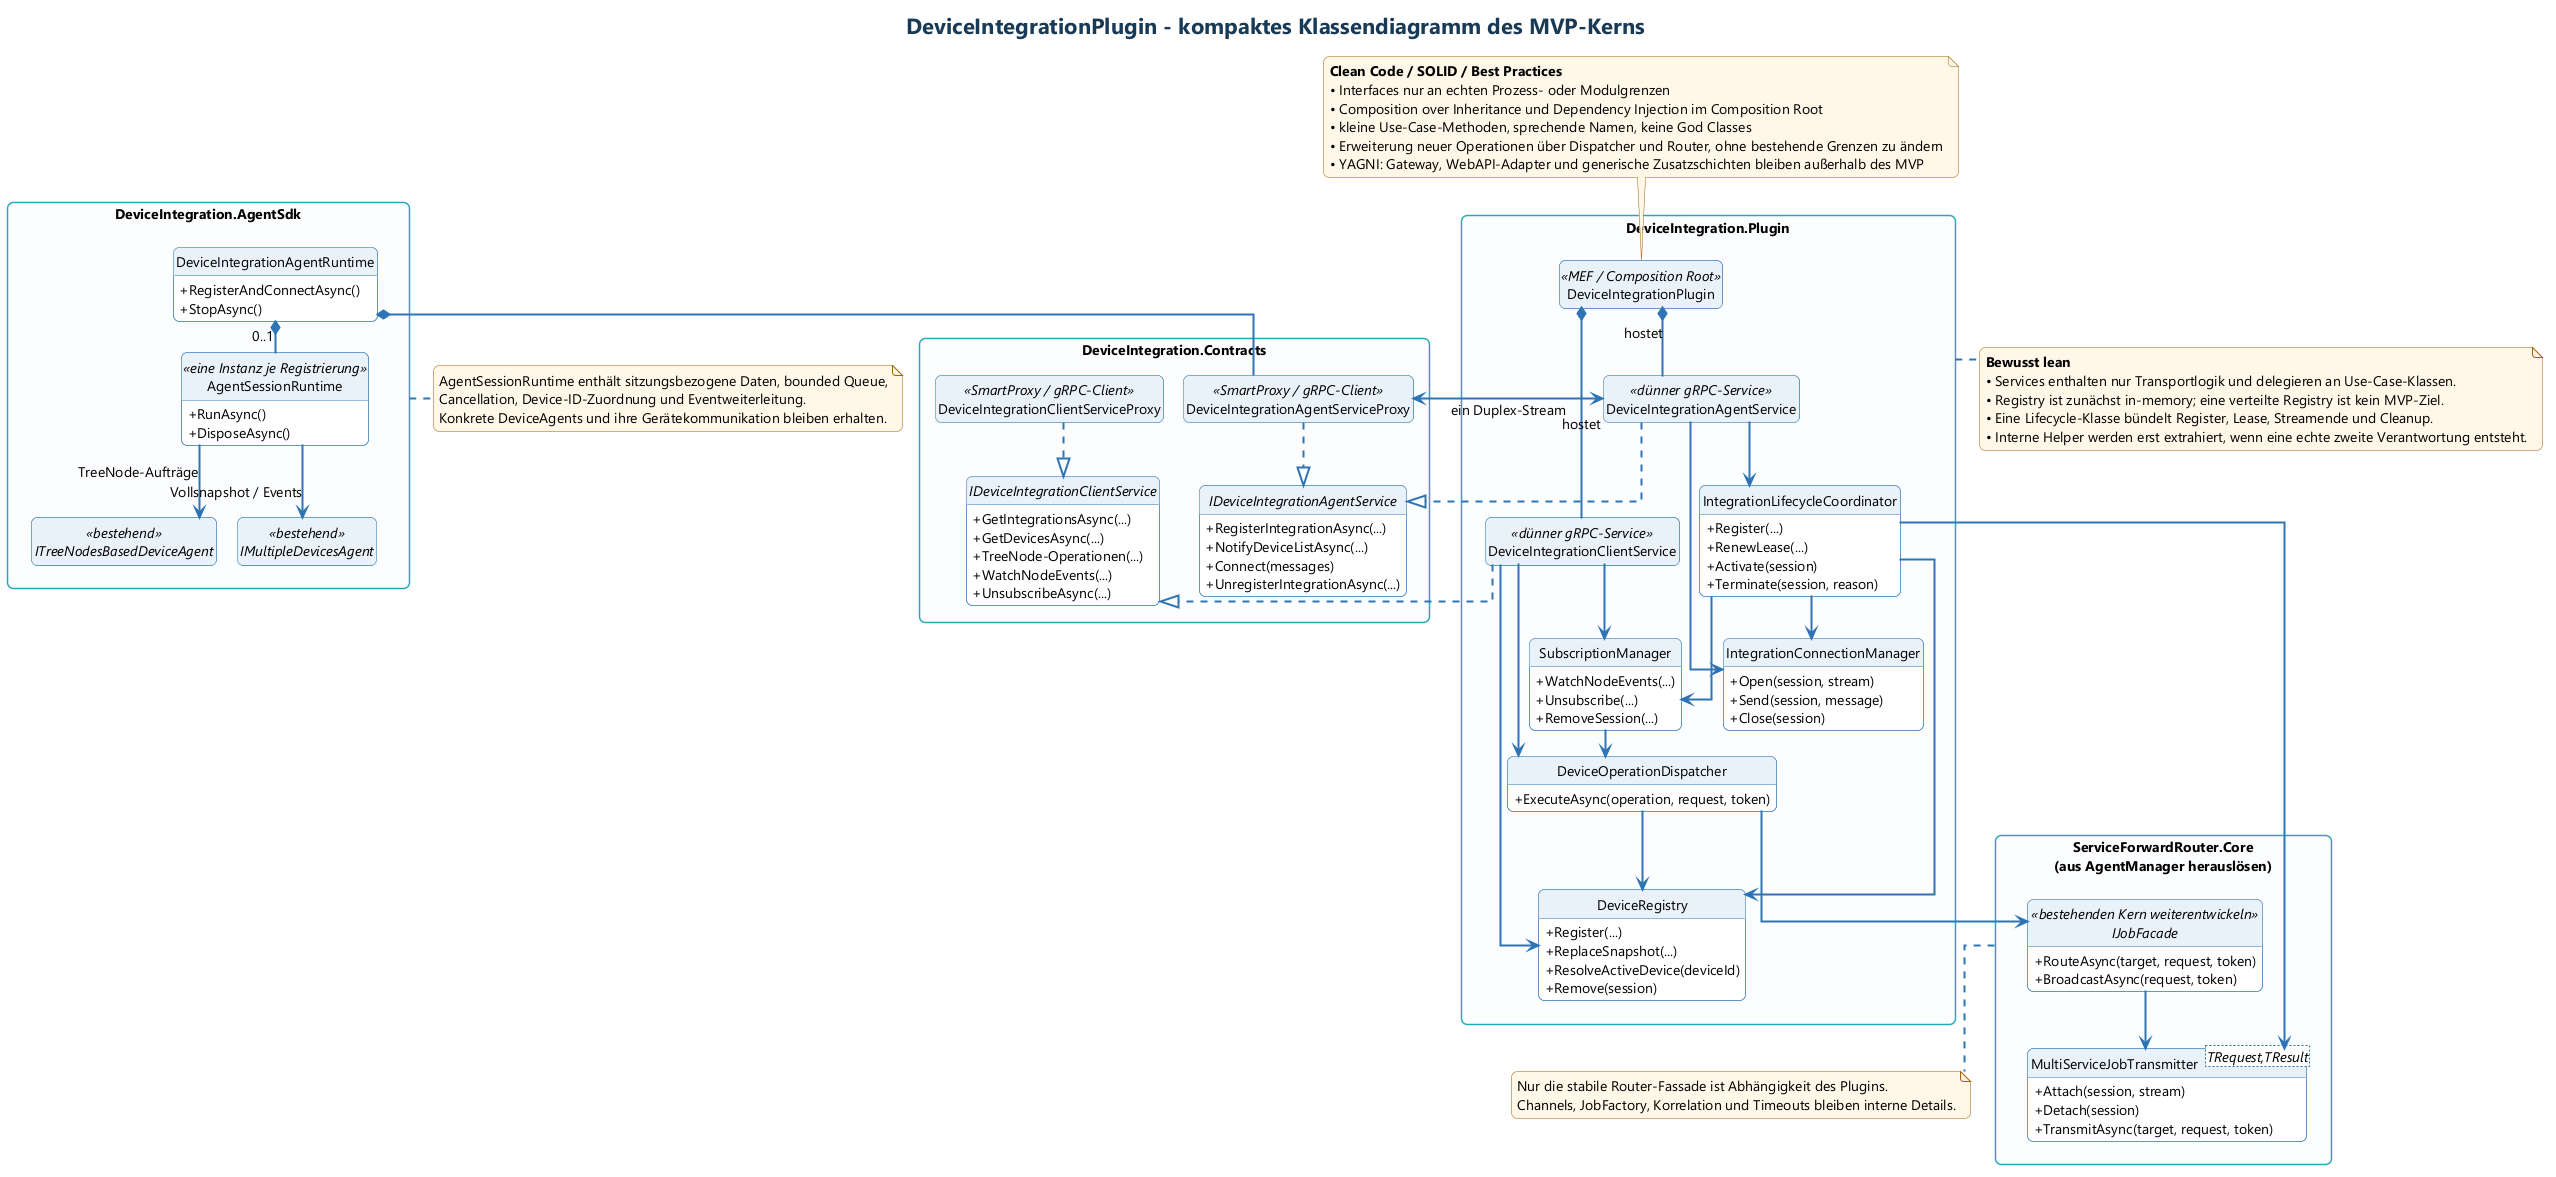 DeviceIntegrationPlugin - kompaktes Klassendiagramm des MVP-Kerns
Clean Code / SOLID / Best Practices
• Interfaces nur an echten Prozess- oder Modulgrenzen
• Composition over Inheritance und Dependency Injection im Composition Root
• kleine Use-Case-Methoden, sprechende Namen, keine God Classes
• Erweiterung neuer Operationen über Dispatcher und Router, ohne bestehende Grenzen zu ändern
• YAGNI: Gateway, WebAPI-Adapter und generische Zusatzschichten bleiben außerhalb des MVP
DeviceIntegration.AgentSdk
DeviceIntegrationAgentRuntime
+RegisterAndConnectAsync()
+StopAsync()
0..1
«eine Instanz je Registrierung»
AgentSessionRuntime
+RunAsync()
+DisposeAsync()
TreeNode-Aufträge
Vollsnapshot / Events
«bestehend»
ITreeNodesBasedDeviceAgent
«bestehend»
IMultipleDevicesAgent
AgentSessionRuntime enthält sitzungsbezogene Daten, bounded Queue,
Cancellation, Device-ID-Zuordnung und Eventweiterleitung.
Konkrete DeviceAgents und ihre Gerätekommunikation bleiben erhalten.
DeviceIntegration.Contracts
«SmartProxy / gRPC-Client»
DeviceIntegrationClientServiceProxy
«SmartProxy / gRPC-Client»
DeviceIntegrationAgentServiceProxy
IDeviceIntegrationClientService
+GetIntegrationsAsync(...)
+GetDevicesAsync(...)
+TreeNode-Operationen(...)
+WatchNodeEvents(...)
+UnsubscribeAsync(...)
IDeviceIntegrationAgentService
+RegisterIntegrationAsync(...)
+NotifyDeviceListAsync(...)
+Connect(messages)
+UnregisterIntegrationAsync(...)
ein Duplex-Stream
DeviceIntegration.Plugin
«MEF / Composition Root»
DeviceIntegrationPlugin
hostet
hostet
«dünner gRPC-Service»
DeviceIntegrationAgentService
«dünner gRPC-Service»
DeviceIntegrationClientService
IntegrationLifecycleCoordinator
+Register(...)
+RenewLease(...)
+Activate(session)
+Terminate(session, reason)
SubscriptionManager
+WatchNodeEvents(...)
+Unsubscribe(...)
+RemoveSession(...)
IntegrationConnectionManager
+Open(session, stream)
+Send(session, message)
+Close(session)
DeviceOperationDispatcher
+ExecuteAsync(operation, request, token)
DeviceRegistry
+Register(...)
+ReplaceSnapshot(...)
+ResolveActiveDevice(deviceId)
+Remove(session)
Bewusst lean
• Services enthalten nur Transportlogik und delegieren an Use-Case-Klassen.
• Registry ist zunächst in-memory; eine verteilte Registry ist kein MVP-Ziel.
• Eine Lifecycle-Klasse bündelt Register, Lease, Streamende und Cleanup.
• Interne Helper werden erst extrahiert, wenn eine echte zweite Verantwortung entsteht.
ServiceForwardRouter.Core
(aus AgentManager herauslösen)
«bestehenden Kern weiterentwickeln»
IJobFacade
+RouteAsync(target, request, token)
+BroadcastAsync(request, token)
MultiServiceJobTransmitter
TRequest,TResult
+Attach(session, stream)
+Detach(session)
+TransmitAsync(target, request, token)
Nur die stabile Router-Fassade ist Abhängigkeit des Plugins.
Channels, JobFactory, Korrelation und Timeouts bleiben interne Details.